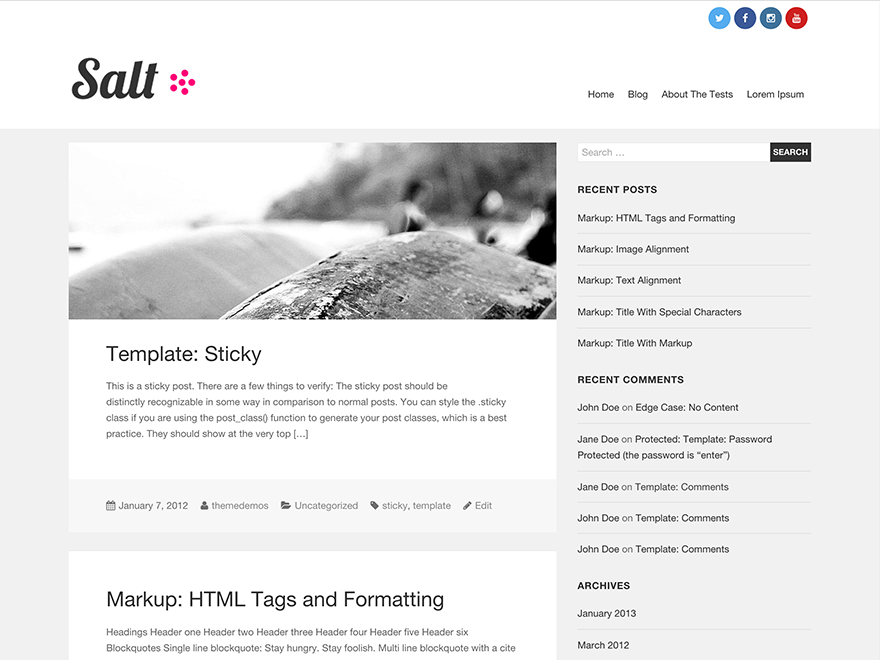 Salt
Home Blog About The Tests Lorem Ipsum
Template: Sticky
This is a sticky post. There are a few things to verify: The sticky post should be
distinctly recognizable in some way in comparison to normal posts. You can style the .sticky
class if you are using the post_class() function to generate your post classes, which is a best
practice. They should show at the very top […]
January 7, 2012 themedemos Uncategorized sticky, template Edit
Markup: HTML Tags and Formatting
Headings Header one Header two Header three Header four Header five Header six
Blockquotes Single line blockquote: Stay hungry. Stay foolish. Multi line blockquote with a cite
Search … SEARCH
RECENT POSTS
Markup: HTML Tags and Formatting
Markup: Image Alignment
Markup: Text Alignment
Markup: Title With Special Characters
Markup: Title With Markup
RECENT COMMENTS
John Doe on Edge Case: No Content
Jane Doe on Protected: Template: Password
Protected (the password is “enter”)
Jane Doe on Template: Comments
John Doe on Template: Comments
John Doe on Template: Comments
ARCHIVES
January 2013
March 2012